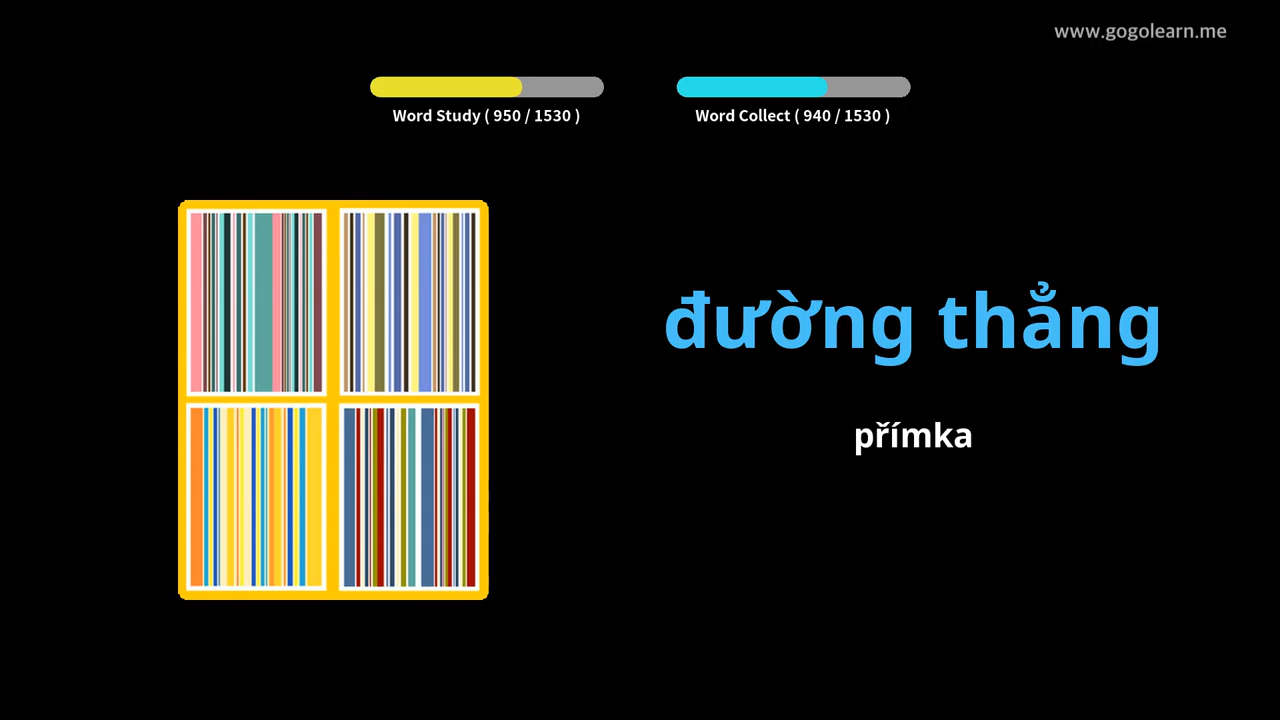 www.gogolearn.me
Word Study ( 950 / 1530 )
Word Collect ( 940 / 1530 )
đường thẳng
přímka